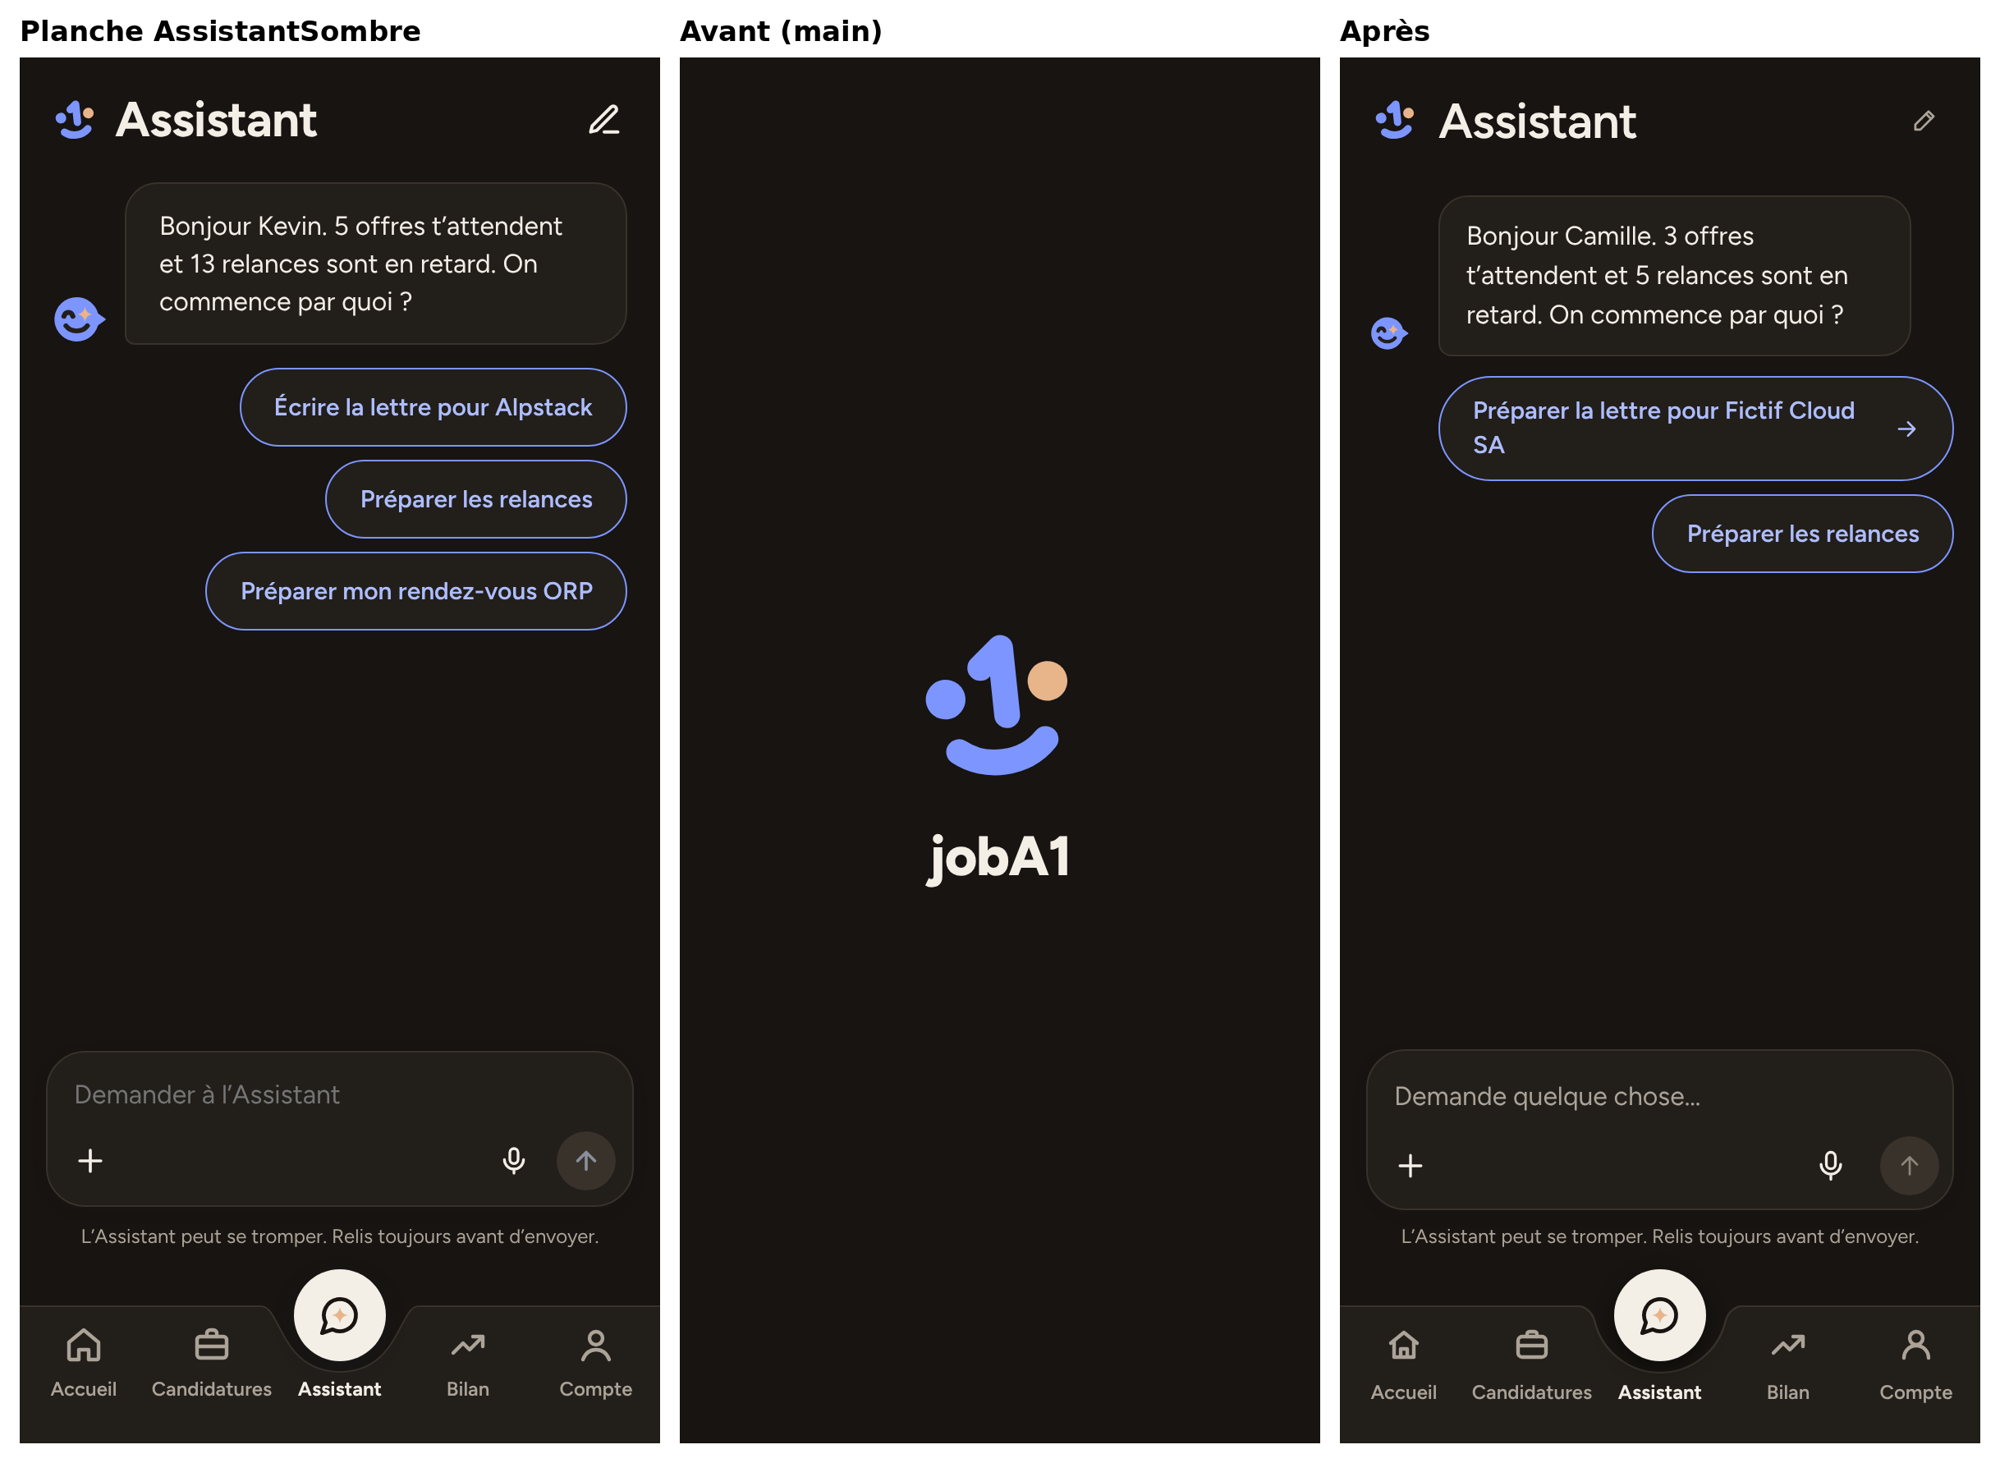 Planche AssistantSombre
Assistant
Bonjour Kevin. 5 offres t’attendent
et 13 relances sont en retard. On
commence par quoi ?
Écrire la lettre pour Alpstack
Préparer les relances
Préparer mon rendez-vous ORP
Demander à l’Assistant
L’Assistant peut se tromper. Relis toujours avant d’envoyer.
Accueil
Candidatures
Assistant
Bilan
Compte
Avant (main)
jobA1
Après
Assistant
Bonjour Camille. 3 offres
t’attendent et 5 relances sont en
retard. On commence par quoi ?
Préparer la lettre pour Fictif Cloud
SA
Préparer les relances
Demande quelque chose…
L’Assistant peut se tromper. Relis toujours avant d’envoyer.
Accueil
Candidatures
Assistant
Bilan
Compte